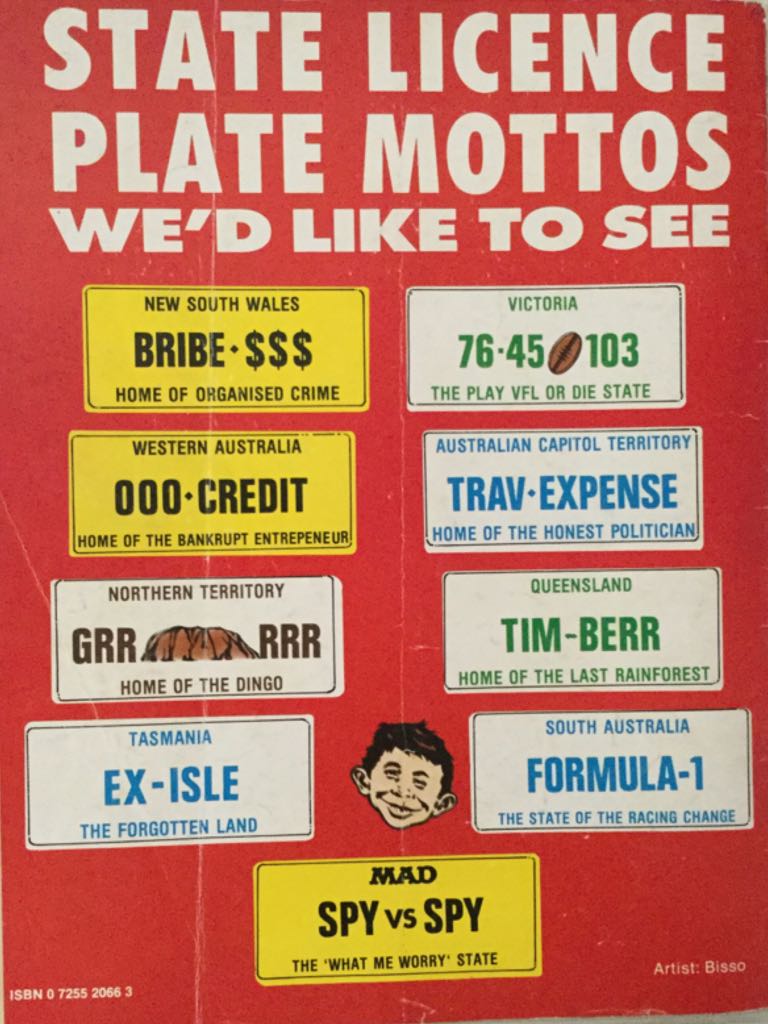 STATE LICENCE
PLATE MOTTOS
WE'D LIKE TO SEE
NEW SOUTH WALES
BRIBE·$$$
HOME OF ORGANISED CRIME
VICTORIA
76·45 103
THE PLAY VFL OR DIE STATE
WESTERN AUSTRALIA
000·CREDIT
HOME OF THE BANKRUPT ENTREPENEUR
AUSTRALIAN CAPITOL TERRITORY
TRAV·EXPENSE
HOME OF THE HONEST POLITICIAN
NORTHERN TERRITORY
GRR RRR
HOME OF THE DINGO
QUEENSLAND
TIM-BERR
HOME OF THE LAST RAINFOREST
TASMANIA
EX-ISLE
THE FORGOTTEN LAND
SOUTH AUSTRALIA
FORMULA-1
THE STATE OF THE RACING CHANGE
MAD
SPY VS SPY
THE 'WHAT ME WORRY' STATE
Artist: Bisso
ISBN 0 7255 2066 3